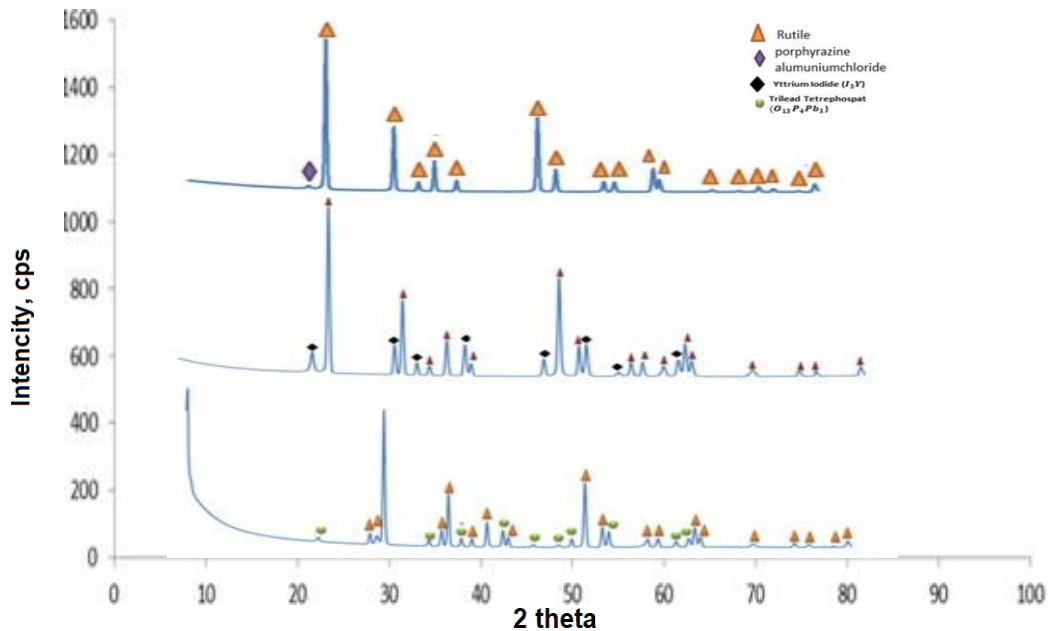 1600
1400
1200
1000
800
600
400
200
0
Intencity, cps
0 10 20 30 40 50 60 70 80 90 100
2 theta
Rutile
porphyrazine
alumuniumchloride
Yttrium Iodide (I₃Y)
Trilead Tetrephospat
(O₁₃P₄Pb₃)